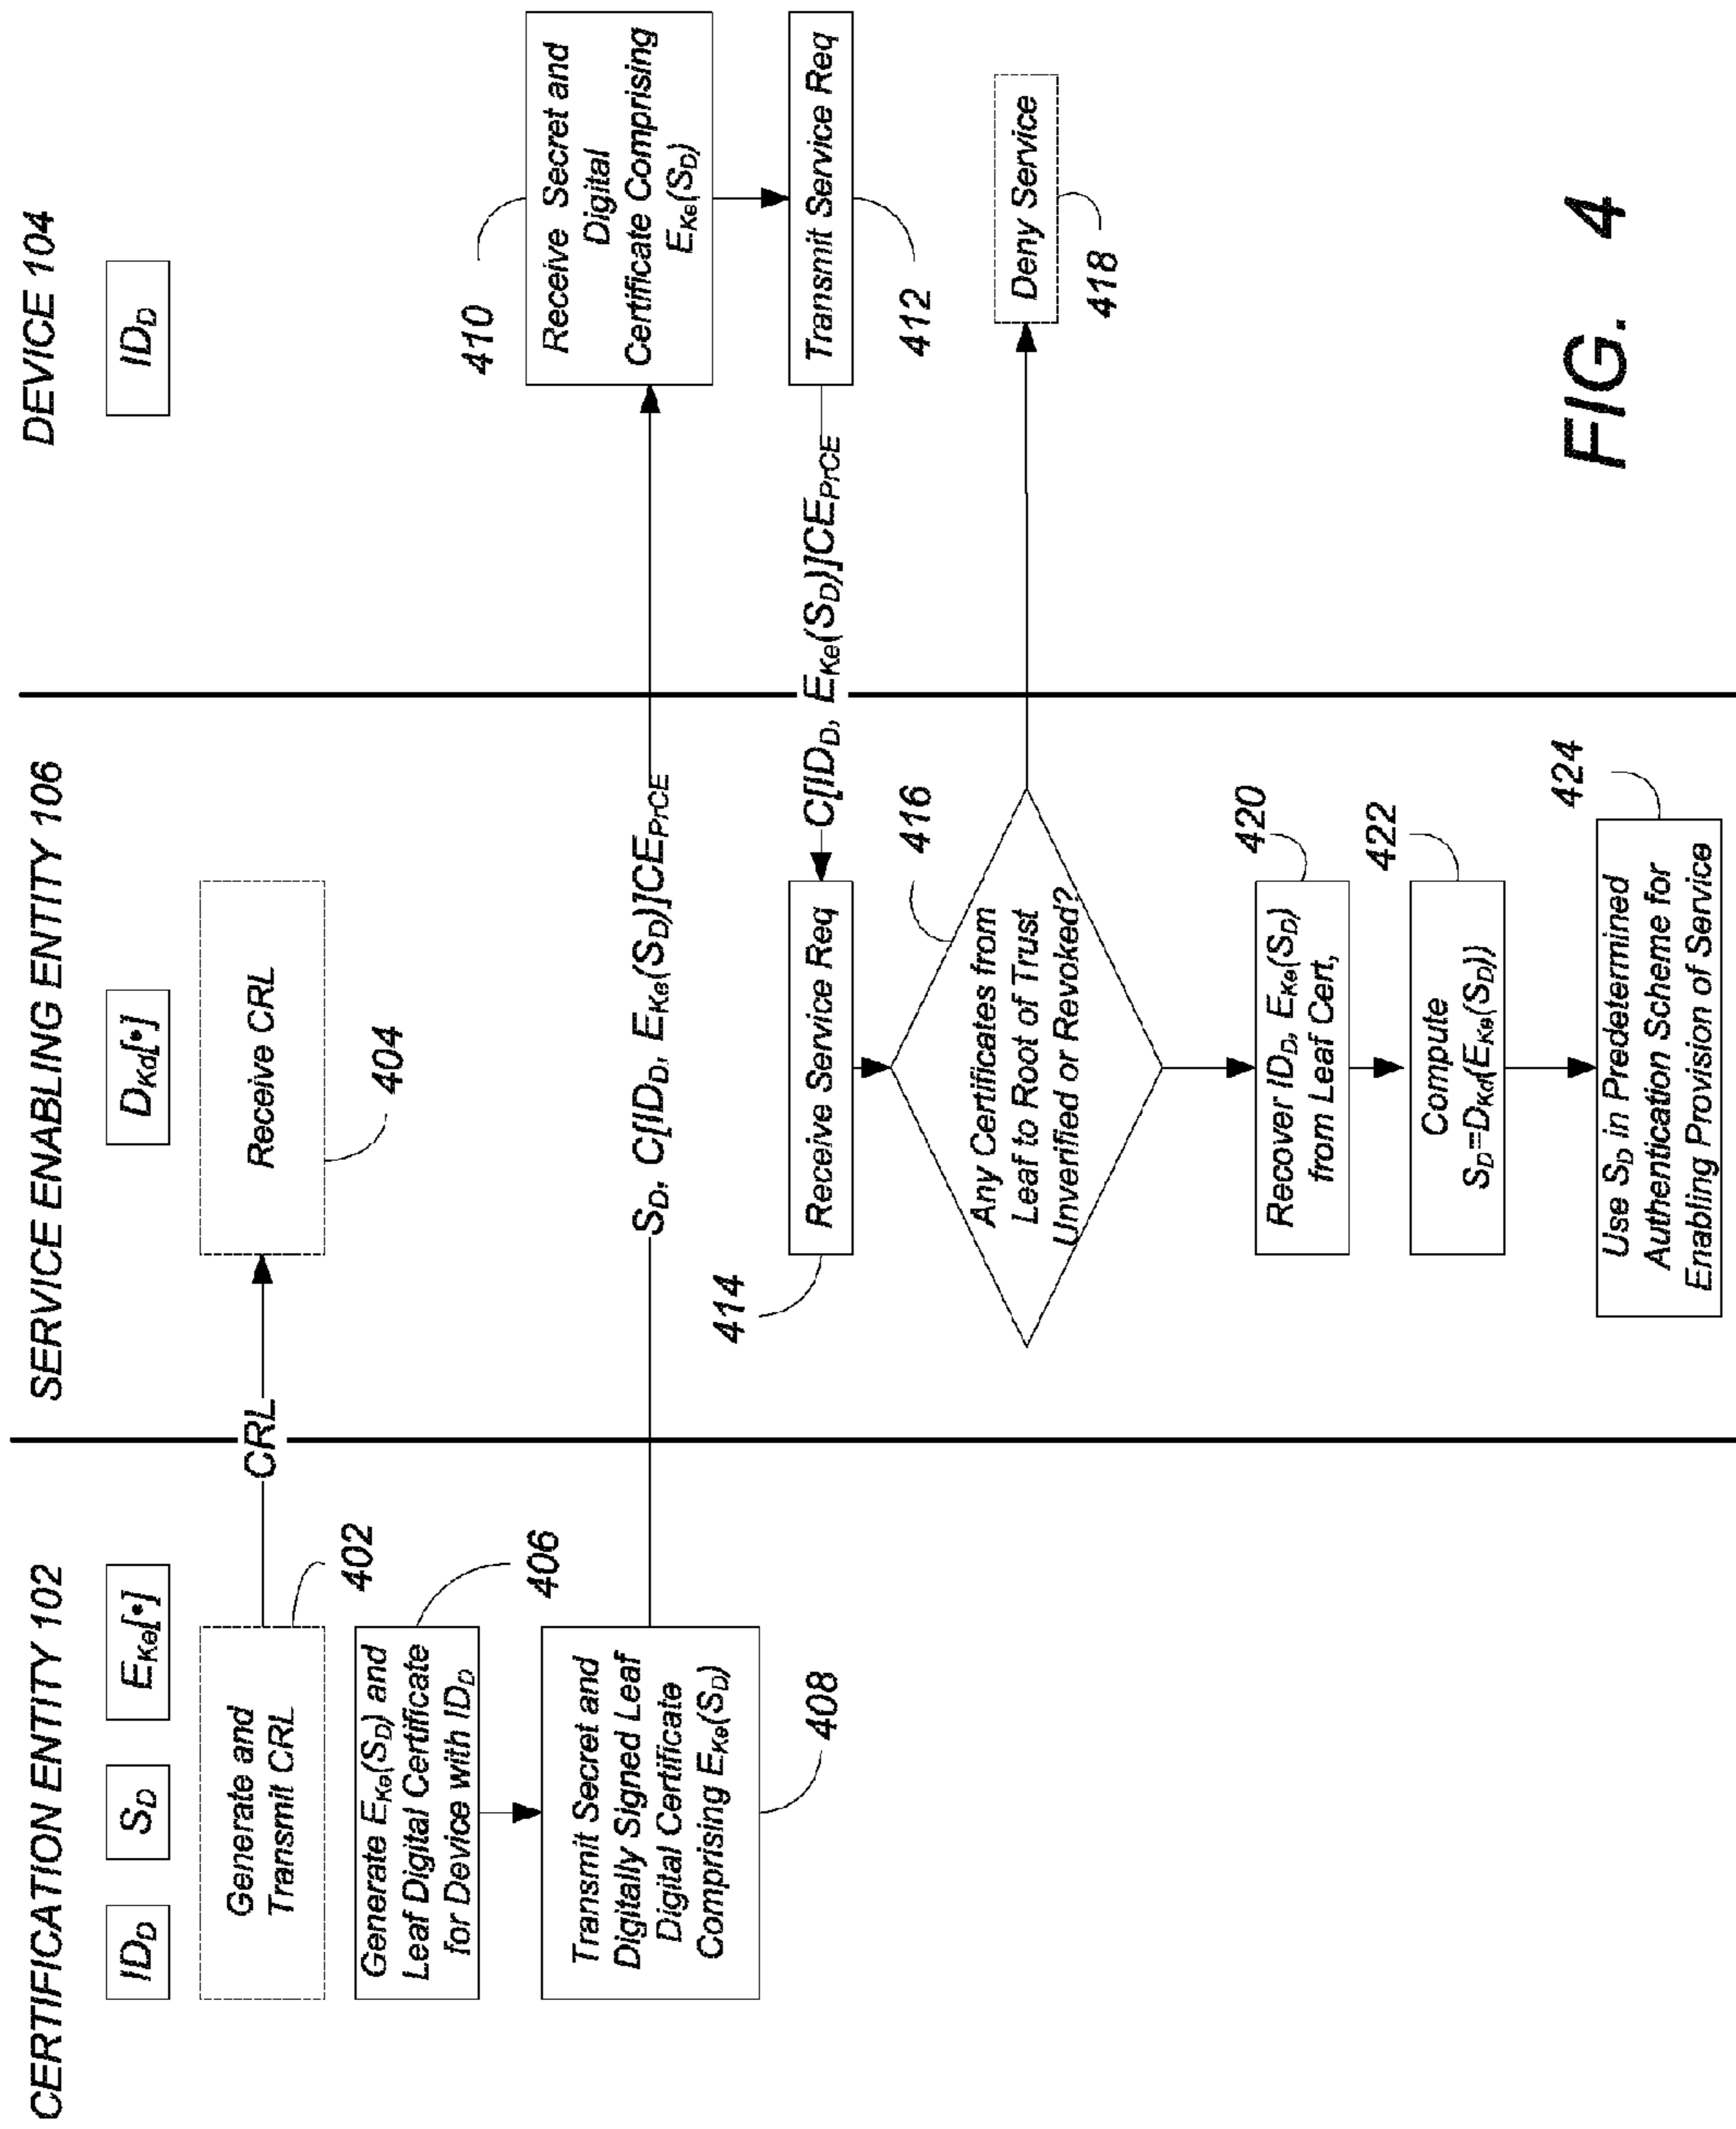 CERTIFICATION ENTITY 102
ID_D
S_D
E_Ke[•]
Generate and
Transmit CRL
402
Generate E_Ke(S_D) and
Leaf Digital Certificate
for Device with ID_D
406
Transmit Secret and
Digitally Signed Leaf
Digital Certificate
Comprising E_Ke(S_D)
408
CRL
SERVICE ENABLING ENTITY 106
D_Kd[•]
Receive CRL
404
S_D, C[ID_D, E_Ke(S_D)]CE_PrCE
Receive Service Req
414
Any Certificates from
Leaf to Root of Trust
Unverified or Revoked?
416
Recover ID_D, E_Ke(S_D)
from Leaf Cert,
420
Compute
S_D=D_Kd(E_Ke(S_D))
422
Use S_D in Predetermined
Authentication Scheme for
Enabling Provision of Service
424
DEVICE 104
ID_D
410
Receive Secret and
Digital
Certificate Comprising
E_Ke(S_D)
Transmit Service Req
412
C[ID_D, E_Ke(S_D)]CE_PrCE
Deny Service
418
FIG. 4